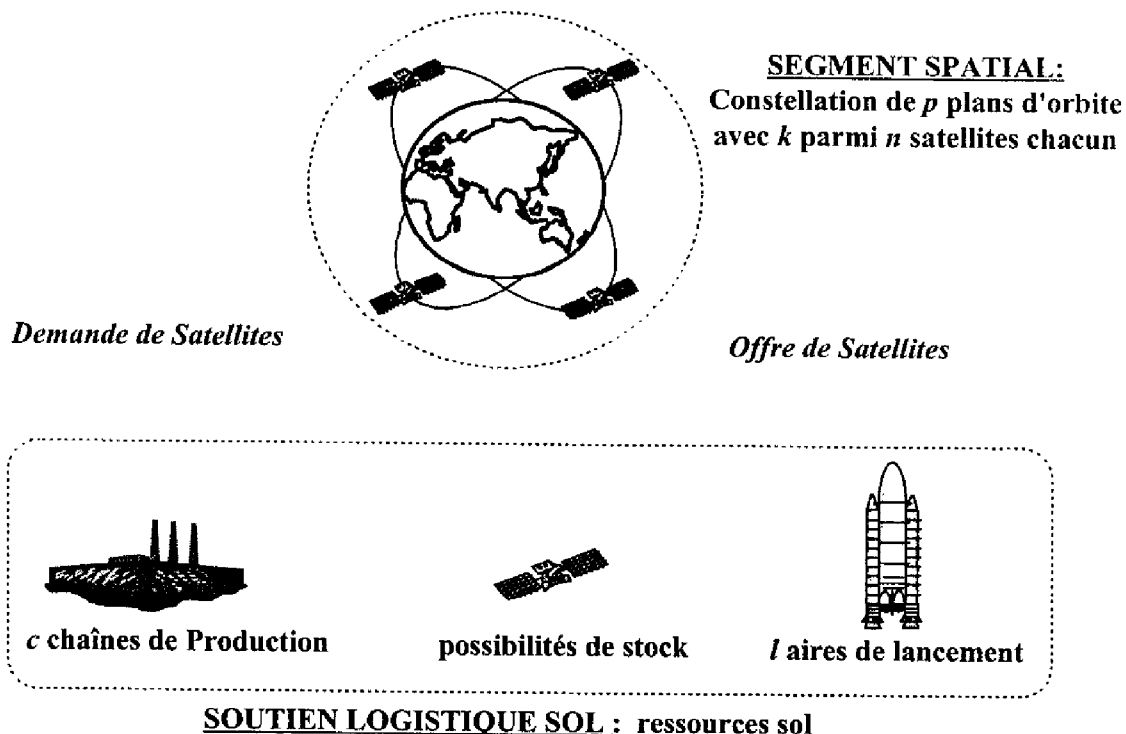 SEGMENT SPATIAL:
Constellation de p plans d'orbite
avec k parmi n satellites chacun
Demande de Satellites
Offre de Satellites
c chaînes de Production
possibilités de stock
l aires de lancement
SOUTIEN LOGISTIQUE SOL : ressources sol